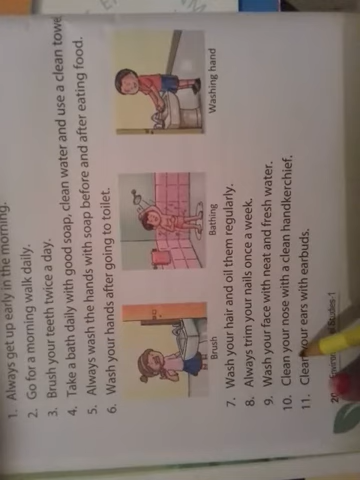 1. Always get up early in the morning.
2. Go for a morning walk daily.
3. Brush your teeth twice a day.
4. Take a bath daily with good soap, clean water and use a clean towe
5. Always wash the hands with soap before and after eating food.
6. Wash your hands after going to toilet.
Brush Bathing Washing hand
7. Wash your hair and oil them regularly.
8. Always trim your nails once a week.
9. Wash your face with neat and fresh water.
10. Clean your nose with a clean handkerchief.
11. Clean your ears with earbuds.